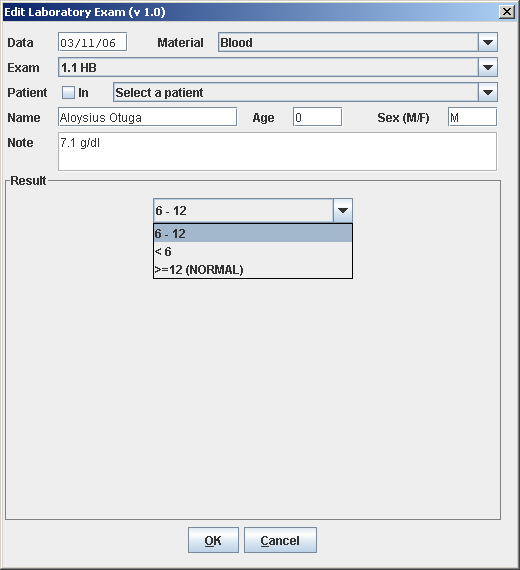 Edit Laboratory Exam (v 1.0)
Data 03/11/06 Material Blood
Exam 1.1 HB
Patient In Select a patient
Name Aloysius Otuga Age 0 Sex (M/F) M
Note 7.1 g/dl
Result
6 - 12
6 - 12
< 6
>=12 (NORMAL)
OK Cancel